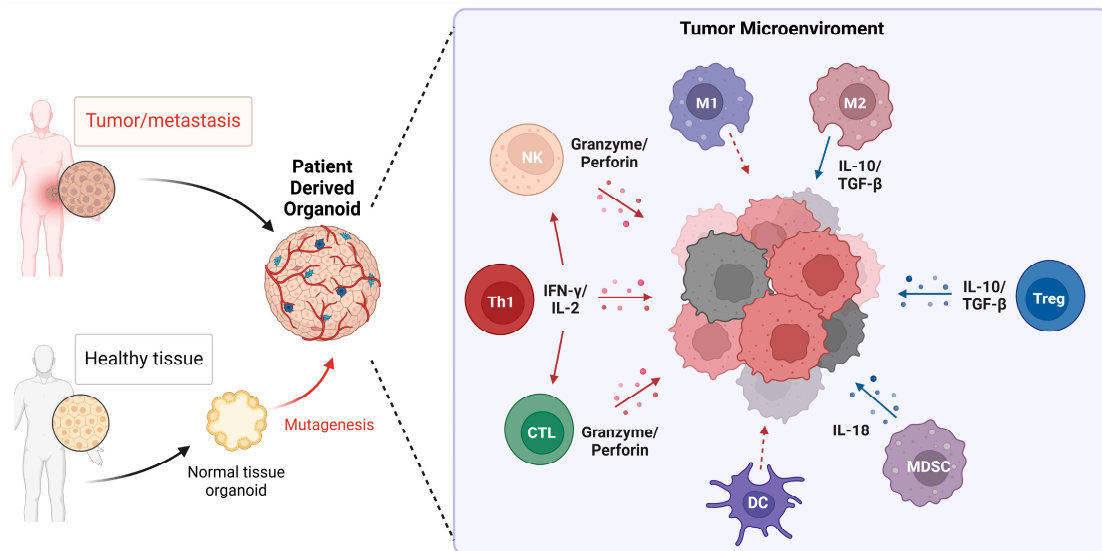 Tumor Microenviroment
Tumor/metastasis
Patient
Derived
Organoid
Healthy tissue
Mutagenesis
Normal tissue
organoid
M1
M2
NK
Granzyme/
Perforin
IL-10/
TGF-β
Th1
IFN-γ/
IL-2
IL-10/
TGF-β
Treg
CTL
Granzyme/
Perforin
IL-18
MDSC
DC